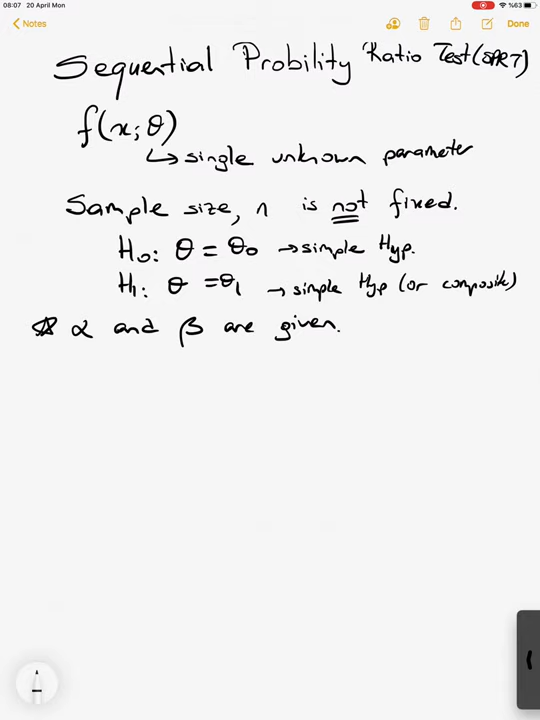 08:07 20 April Mon %63
Notes Done
Sequential Probility Ratio Test (SPRT)
f(x; θ)
↳ single unknown parameter
Sample size, n is not fixed.
H₀: θ = θ₀ → simple Hyp.
H₁: θ = θ₁ → simple Hyp (or composite)
☆ α and β are given.